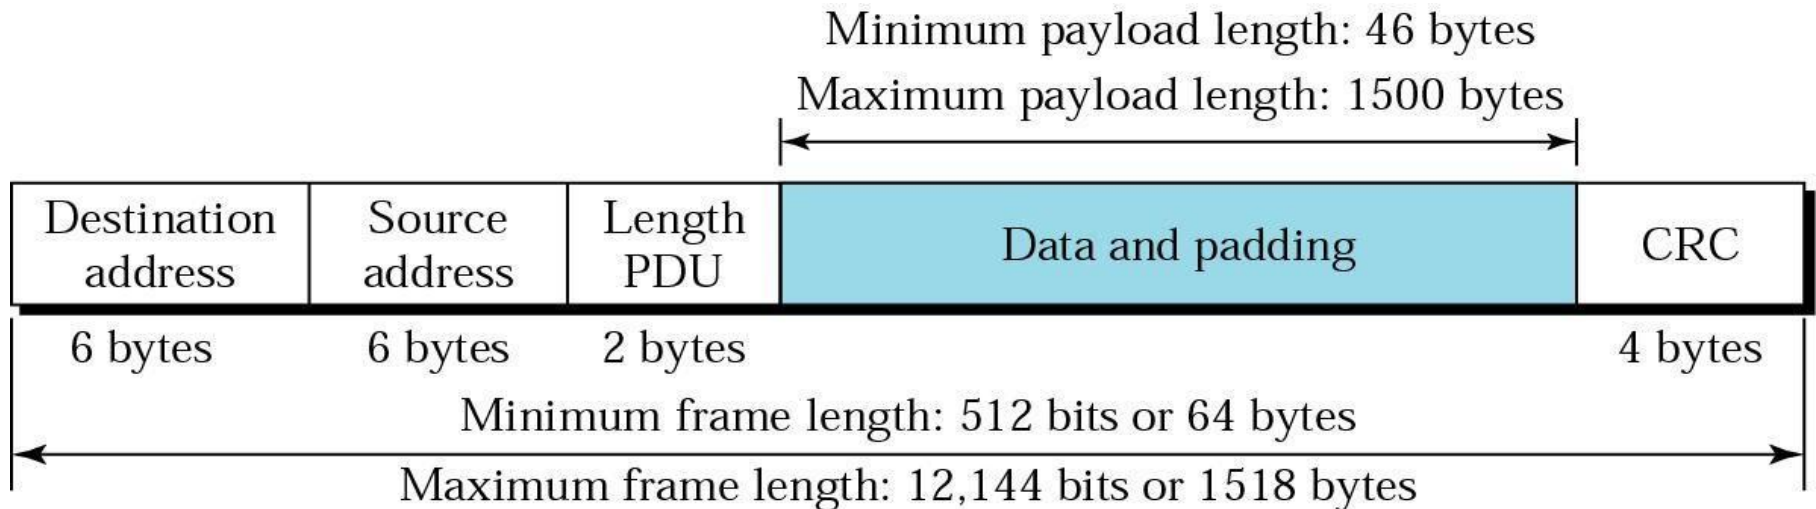 Minimum payload length: 46 bytes
Maximum payload length: 1500 bytes
Destination address
Source address
Length PDU
Data and padding
CRC
6 bytes
6 bytes
2 bytes
4 bytes
Minimum frame length: 512 bits or 64 bytes
Maximum frame length: 12,144 bits or 1518 bytes